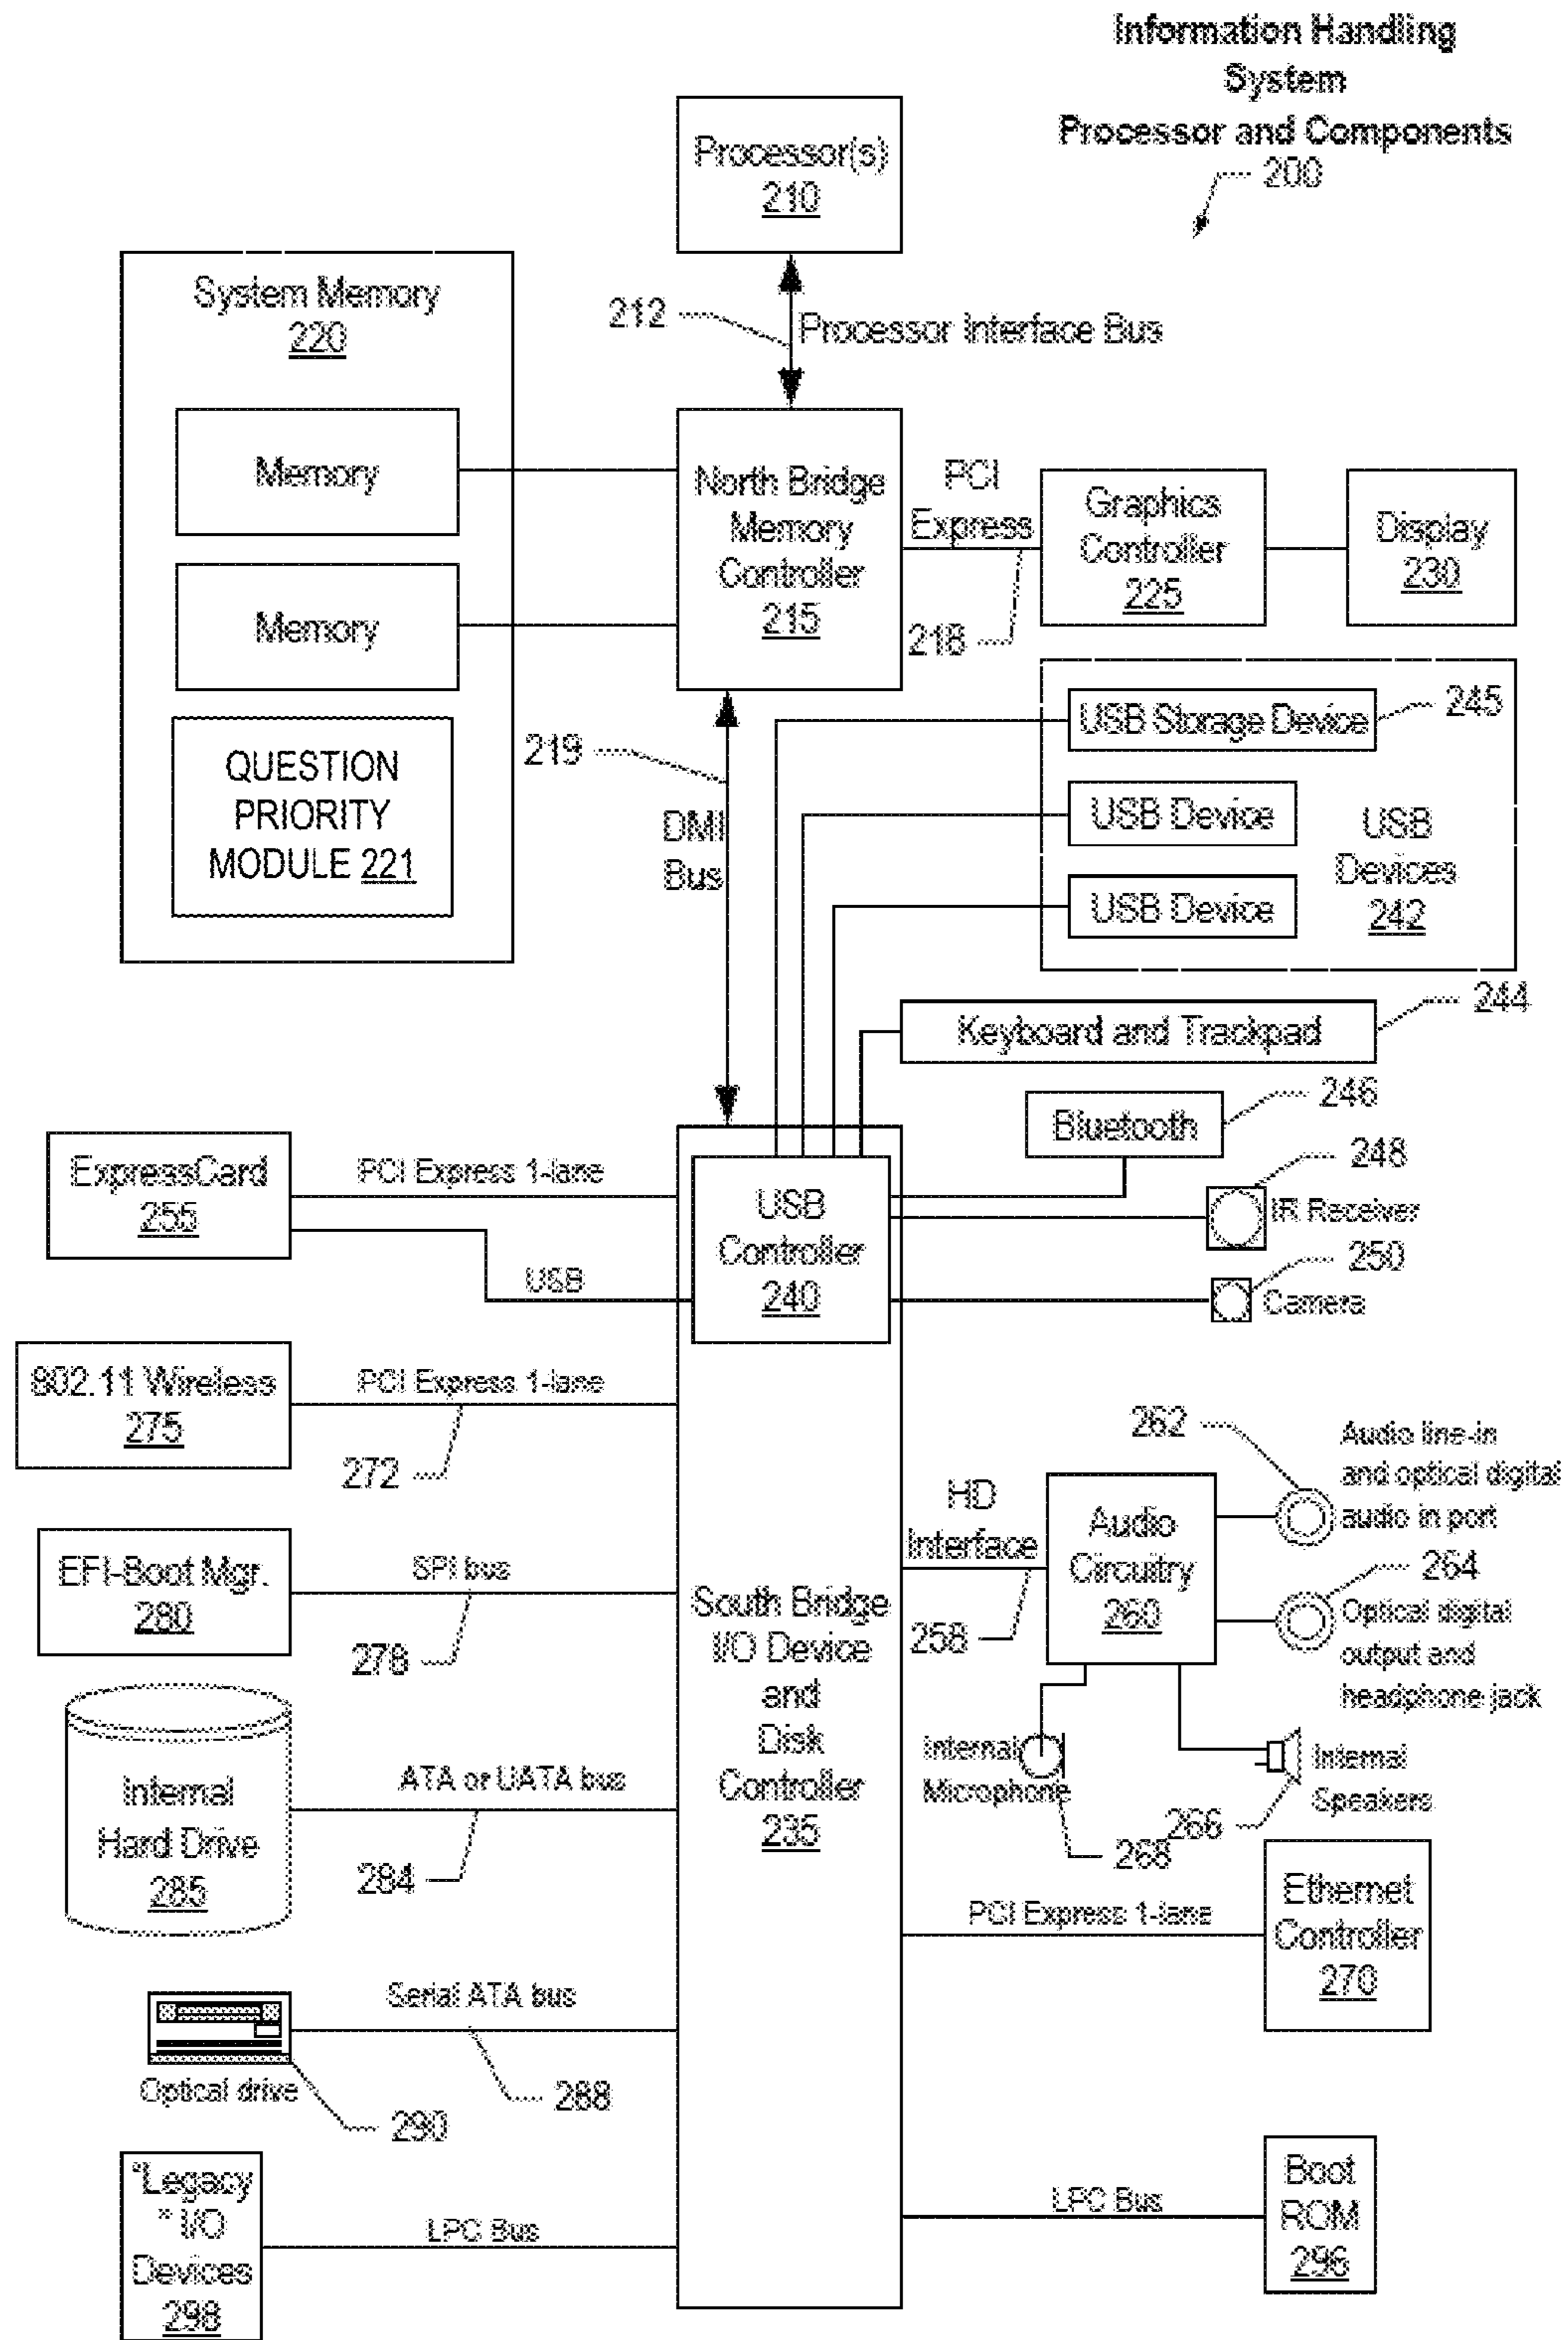 Information Handling
System
Processor and Components
200
Processor(s)
210
212
Processor Interface Bus
System Memory
220
Memory
Memory
QUESTION
PRIORITY
MODULE 221
North Bridge
Memory
Controller
215
PCI
Express
218
Graphics
Controller
225
Display
230
219
DMI
Bus
USB Storage Device
245
USB Device
USB Device
USB
Devices
242
Keyboard and Trackpad
244
Bluetooth
246
248
IR Receiver
250
Camera
ExpressCard
255
PCI Express 1-lane
USB
USB
Controller
240
802.11 Wireless
275
PCI Express 1-lane
272
EFI-Boot Mgr.
280
SPI bus
278
South Bridge
I/O Device
and
Disk
Controller
235
HD
Interface
258
Audio
Circuitry
260
262
Audio line-in
and optical digital
audio in port
264
Optical digital
output and
headphone jack
Internal
Microphone
268
266
Internal
Speakers
Internal
Hard Drive
285
ATA or UATA bus
284
PCI Express 1-lane
Ethernet
Controller
270
Serial ATA bus
288
Optical drive
290
"Legacy
" I/O
Devices
298
LPC Bus
LPC Bus
Boot
ROM
296